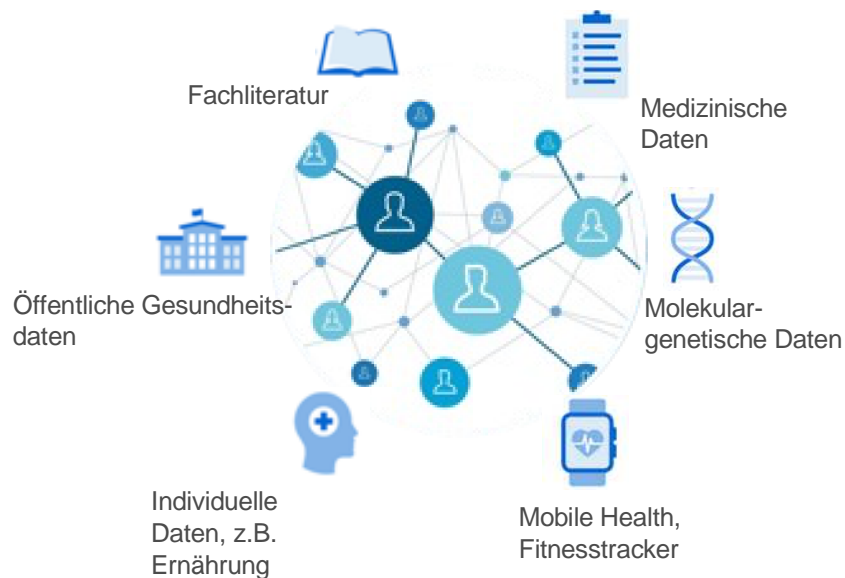 Fachliteratur
Medizinische
Daten
Öffentliche Gesundheits-
daten
Molekular-
genetische Daten
Individuelle
Daten, z.B.
Ernährung
Mobile Health,
Fitnesstracker